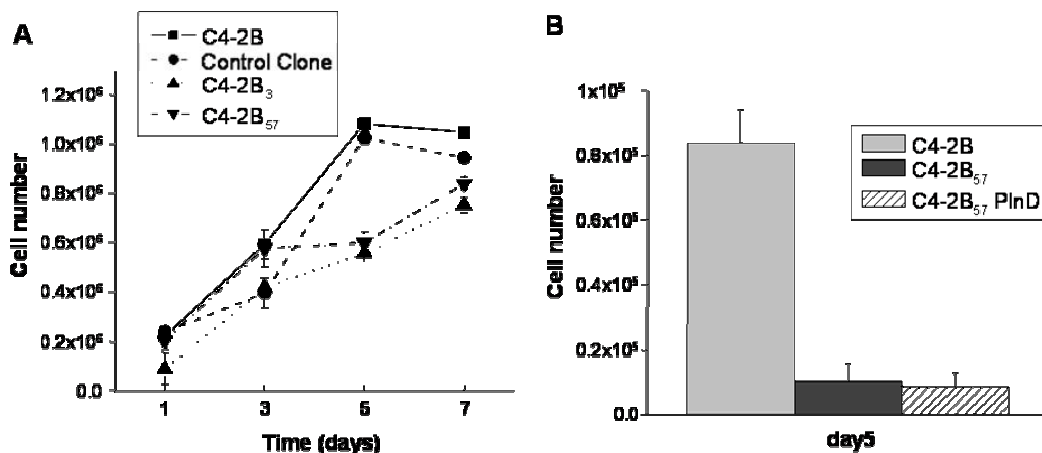 A
C4-2B
Control Clone
C4-2B₃
C4-2B₅₇
Cell number
1.2x10⁶
1.0x10⁶
0.8x10⁶
0.6x10⁶
0.4x10⁶
0.2x10⁶
0.0
1 3 5 7
Time (days)
B
Cell number
1x10⁵
0.8x10⁵
0.6x10⁵
0.4x10⁵
0.2x10⁵
0.0
day5
C4-2B
C4-2B₅₇
C4-2B₅₇ PlnD